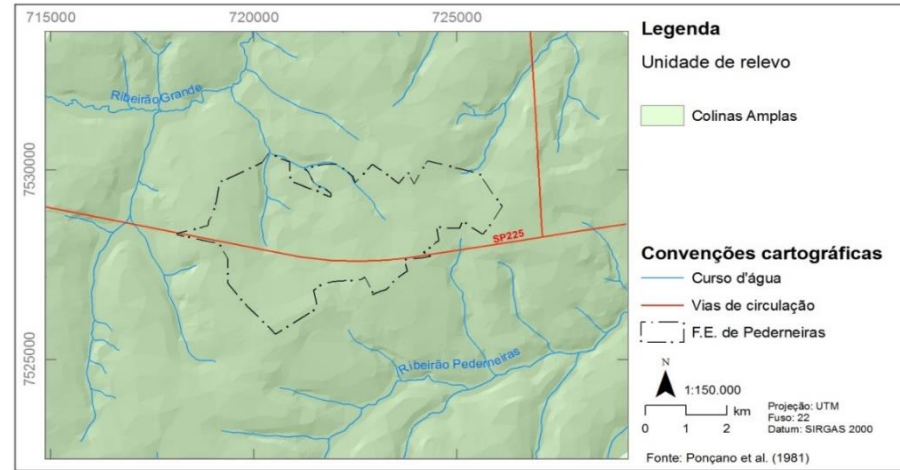 715000
720000
725000
7530000
7525000
Ribeirão Grande
SP225
Ribeirão Pederneiras
Legenda
Unidade de relevo
Colinas Amplas
Convenções cartográficas
Curso d'água
Vias de circulação
F.E. de Pederneiras
N
1:150.000
0 1 2 km
Projeção: UTM
Fuso: 22
Datum: SIRGAS 2000
Fonte: Ponçano et al. (1981)